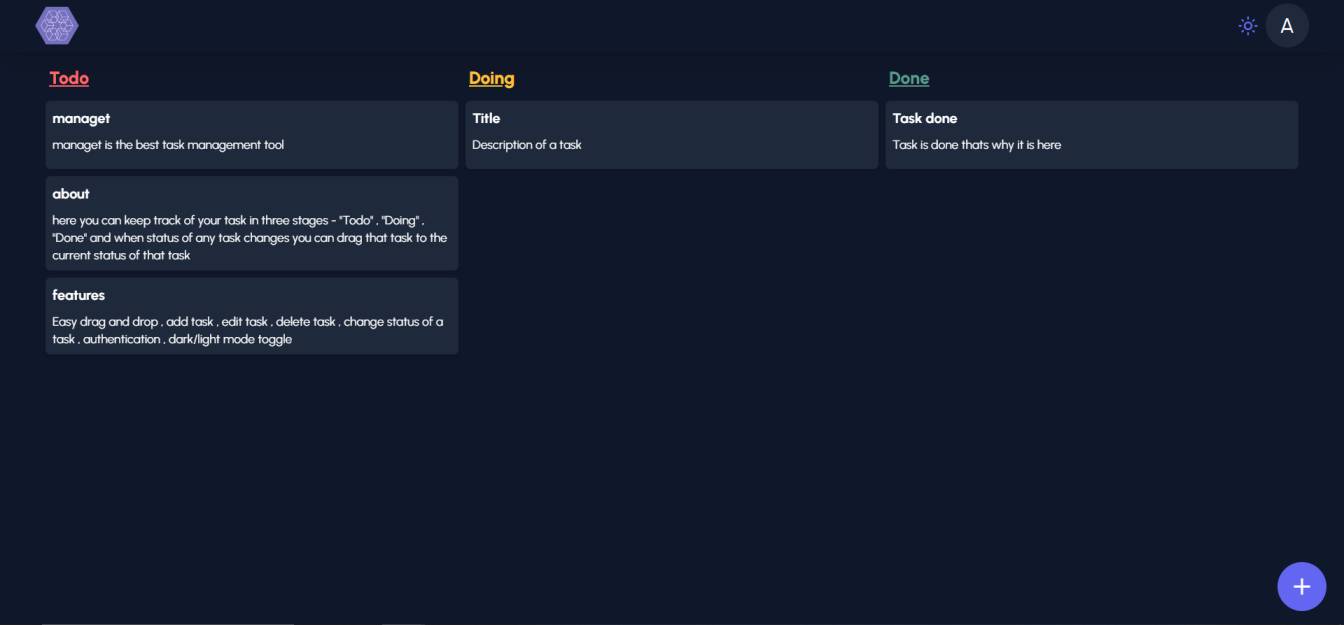 A
Todo
managet
managet is the best task management tool
about
here you can keep track of your task in three stages - "Todo" , "Doing" ,
"Done" and when status of any task changes you can drag that task to the
current status of that task
features
Easy drag and drop , add task , edit task , delete task , change status of a
task , authentication , dark/light mode toggle
Doing
Title
Description of a task
Done
Task done
Task is done thats why it is here